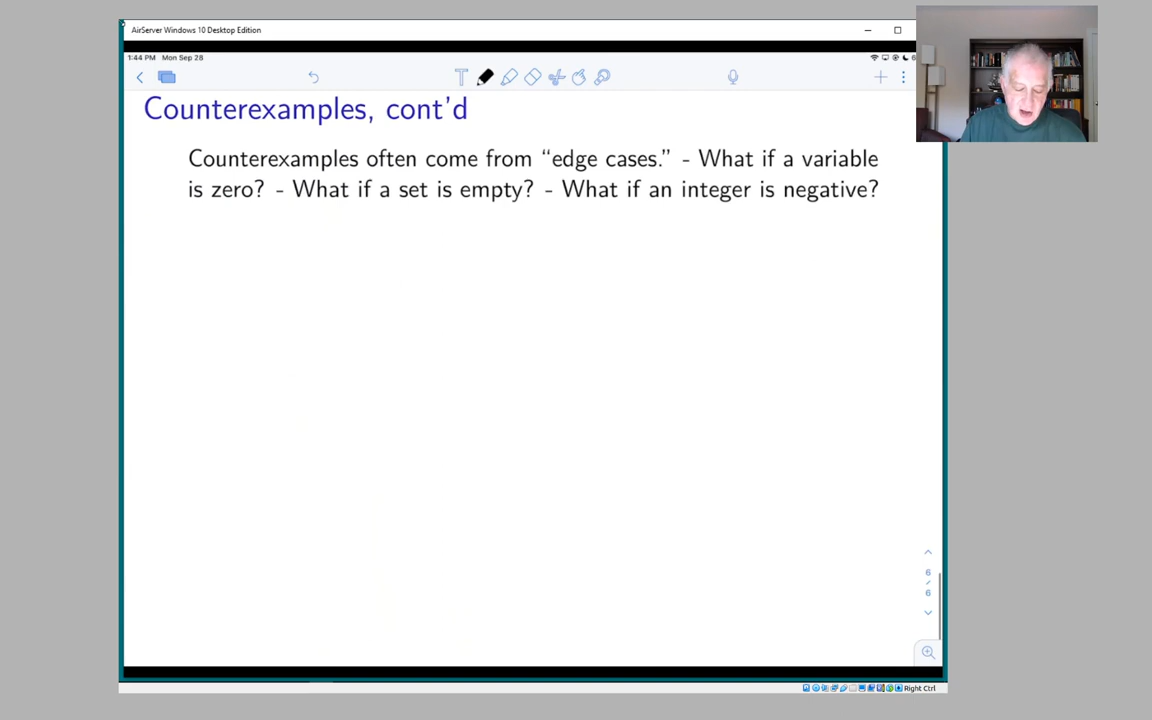 AirServer Windows 10 Desktop Edition
1:44 PM Mon Sep 28
Counterexamples, cont'd
Counterexamples often come from “edge cases.” - What if a variable
is zero? - What if a set is empty? - What if an integer is negative?
6
6
Right Ctrl